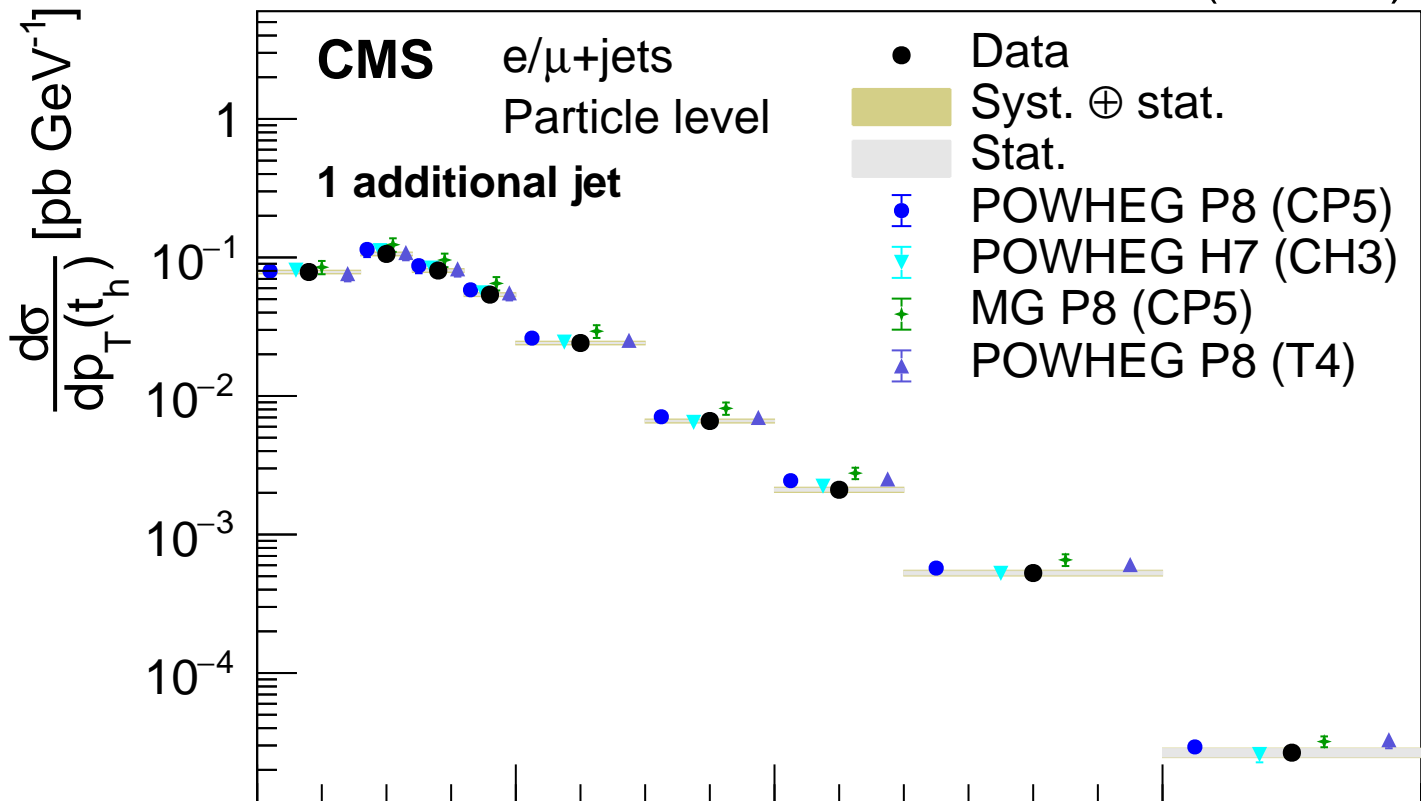 CMS e/μ+jets
Particle level
1 additional jet
Data
Syst. ⊕ stat.
Stat.
POWHEG P8 (CP5)
POWHEG H7 (CH3)
MG P8 (CP5)
POWHEG P8 (T4)
dσ/dp_T(t_h) [pb GeV⁻¹]
1
10⁻¹
10⁻²
10⁻³
10⁻⁴